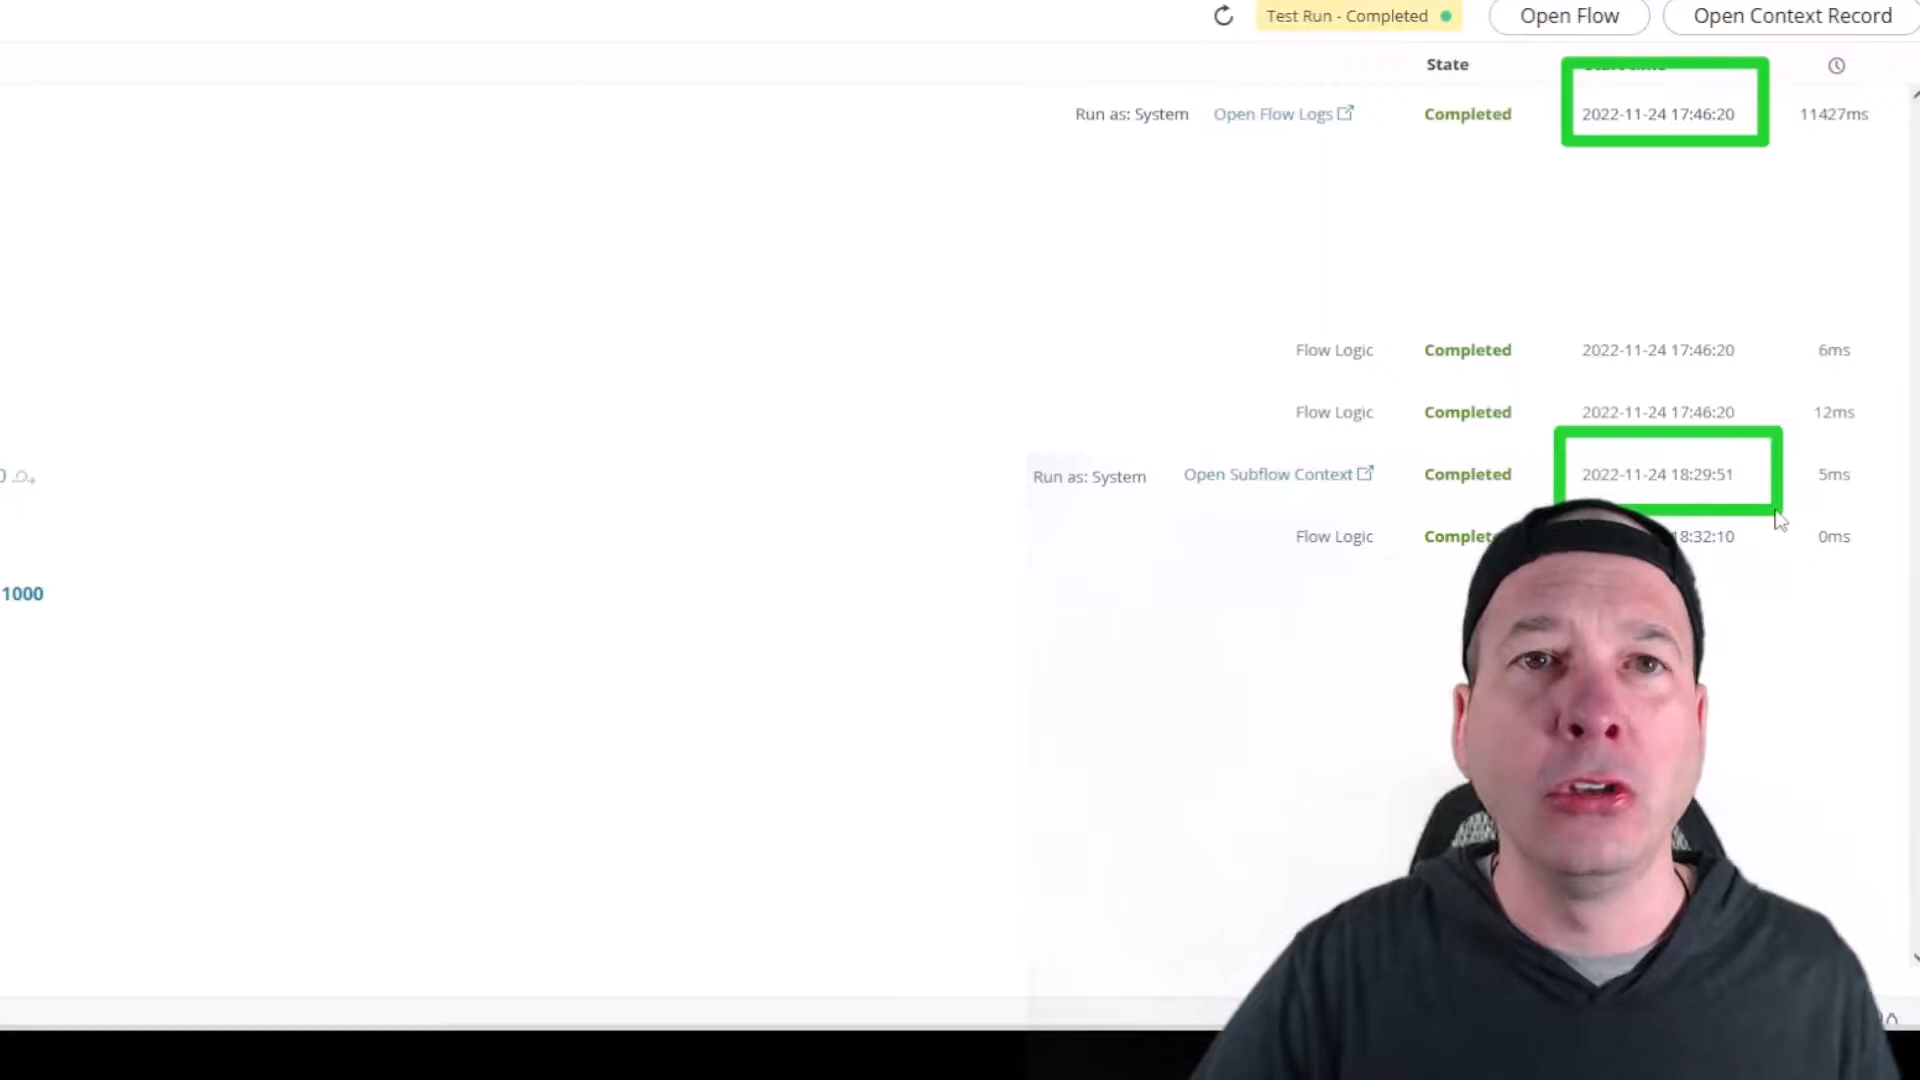 Test Run - Completed Open Flow Open Context Record
State
Run as: System Open Flow Logs Completed 2022-11-24 17:46:20 11427ms
Flow Logic Completed 2022-11-24 17:46:20 6ms
Flow Logic Completed 2022-11-24 17:46:20 12ms
Run as: System Open Subflow Context Completed 2022-11-24 18:29:51 5ms
Flow Logic 18:32:10 0ms
1000